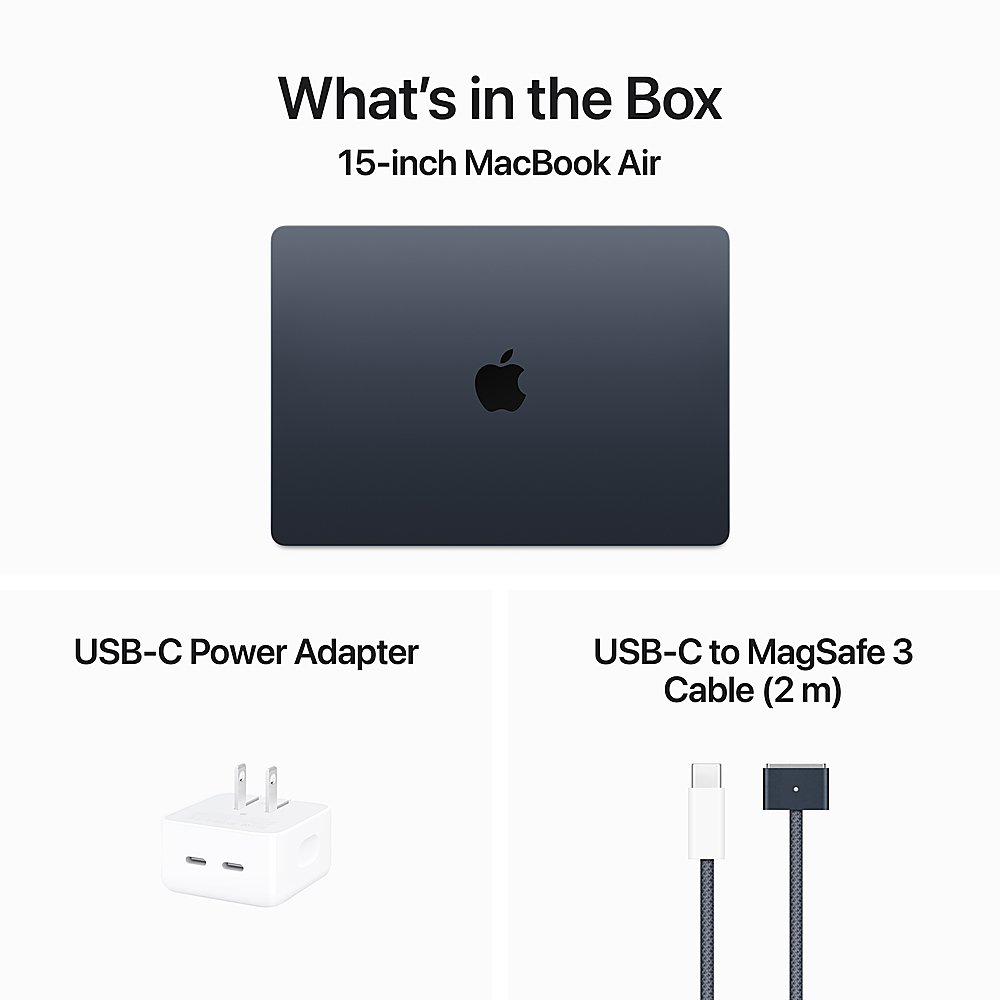 What’s in the Box
15-inch MacBook Air
USB-C Power Adapter
USB-C to MagSafe 3
Cable (2 m)